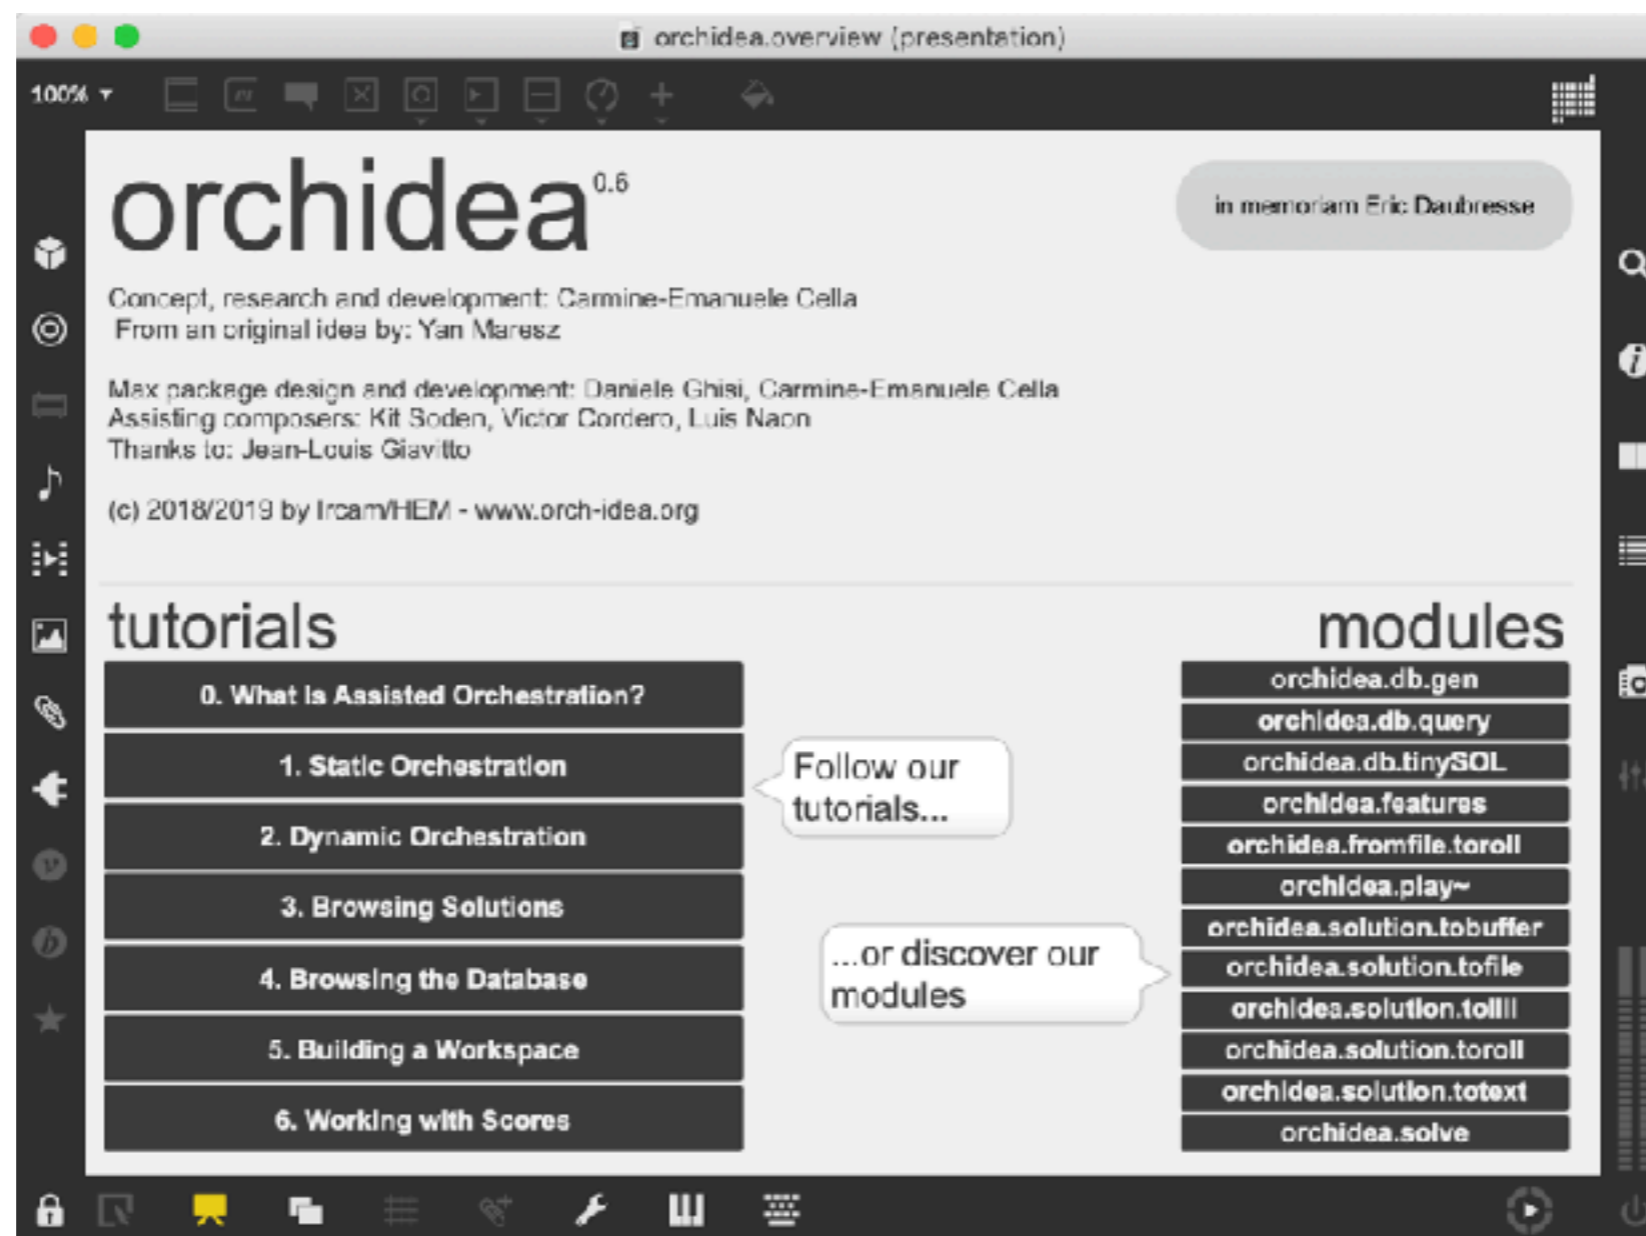 orchidea.overview (presentation)
100%
orchidea 0.6
in memoriam Eric Daubresse
Concept, research and development: Carmine-Emanuele Cella
From an original idea by: Yan Maresz
Max package design and development: Daniele Ghisi, Carmine-Emanuele Cella
Assisting composers: Kit Soden, Victor Cordero, Luis Naon
Thanks to: Jean-Louis Giavitto
(c) 2018/2019 by Ircam/HEM - www.orch-idea.org
tutorials
0. What Is Assisted Orchestration?
1. Static Orchestration
2. Dynamic Orchestration
3. Browsing Solutions
4. Browsing the Database
5. Building a Workspace
6. Working with Scores
Follow our
tutorials...
...or discover our
modules
modules
orchidea.db.gen
orchidea.db.query
orchidea.db.tinySOL
orchidea.features
orchidea.fromfile.toroll
orchidea.play~
orchidea.solution.tobuffer
orchidea.solution.tofile
orchidea.solution.tollll
orchidea.solution.toroll
orchidea.solution.totext
orchidea.solve